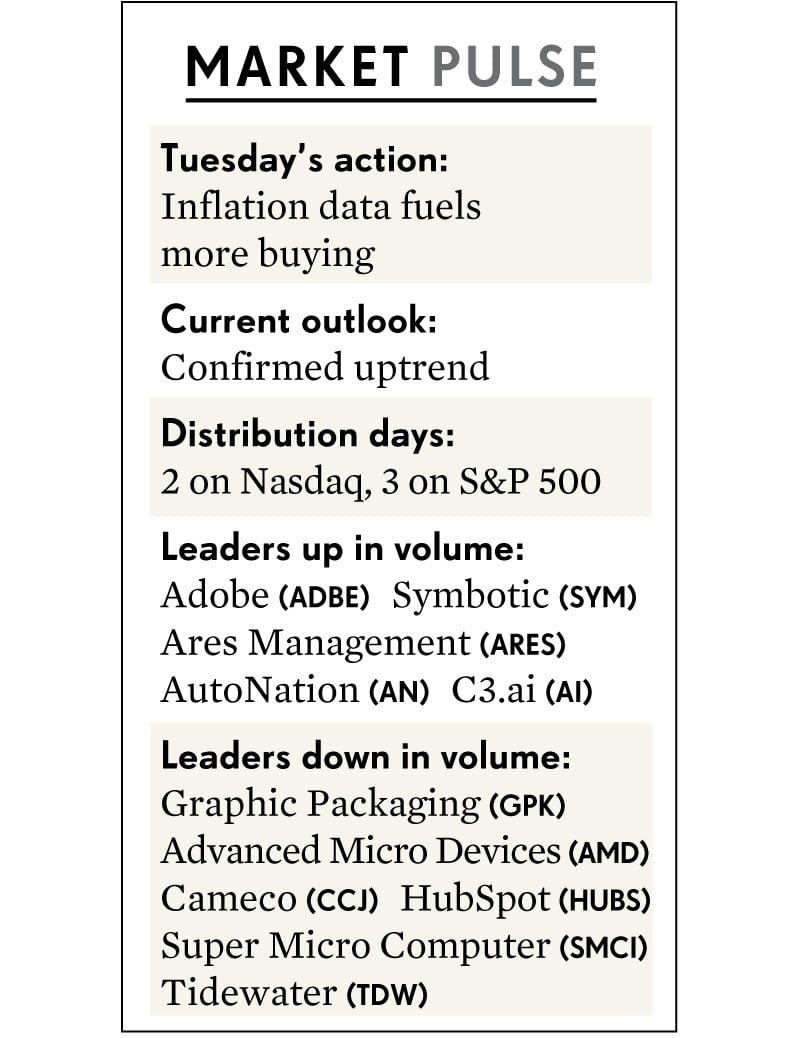 MARKET PULSE
Tuesday's action:
Inflation data fuels
more buying
Current outlook:
Confirmed uptrend
Distribution days:
2 on Nasdaq, 3 on S&P 500
Leaders up in volume:
Adobe (ADBE) Symbotic (SYM)
Ares Management (ARES)
AutoNation (AN) C3.ai (AI)
Leaders down in volume:
Graphic Packaging (GPK)
Advanced Micro Devices (AMD)
Cameco (CCJ) HubSpot (HUBS)
Super Micro Computer (SMCI)
Tidewater (TDW)